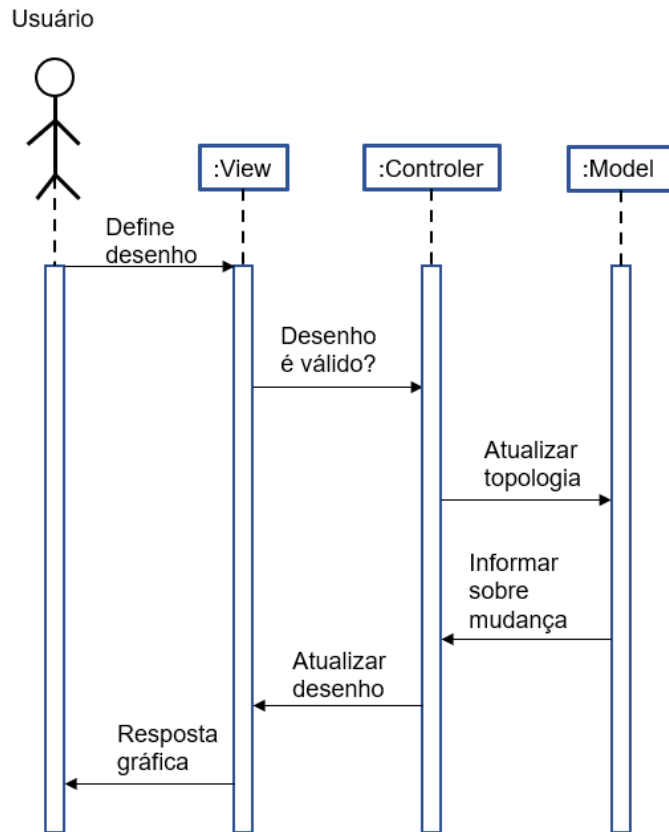 Usuário
:View
:Controler
:Model
Define
desenho
Desenho
é válido?
Atualizar
topologia
Informar
sobre
mudança
Atualizar
desenho
Resposta
gráfica